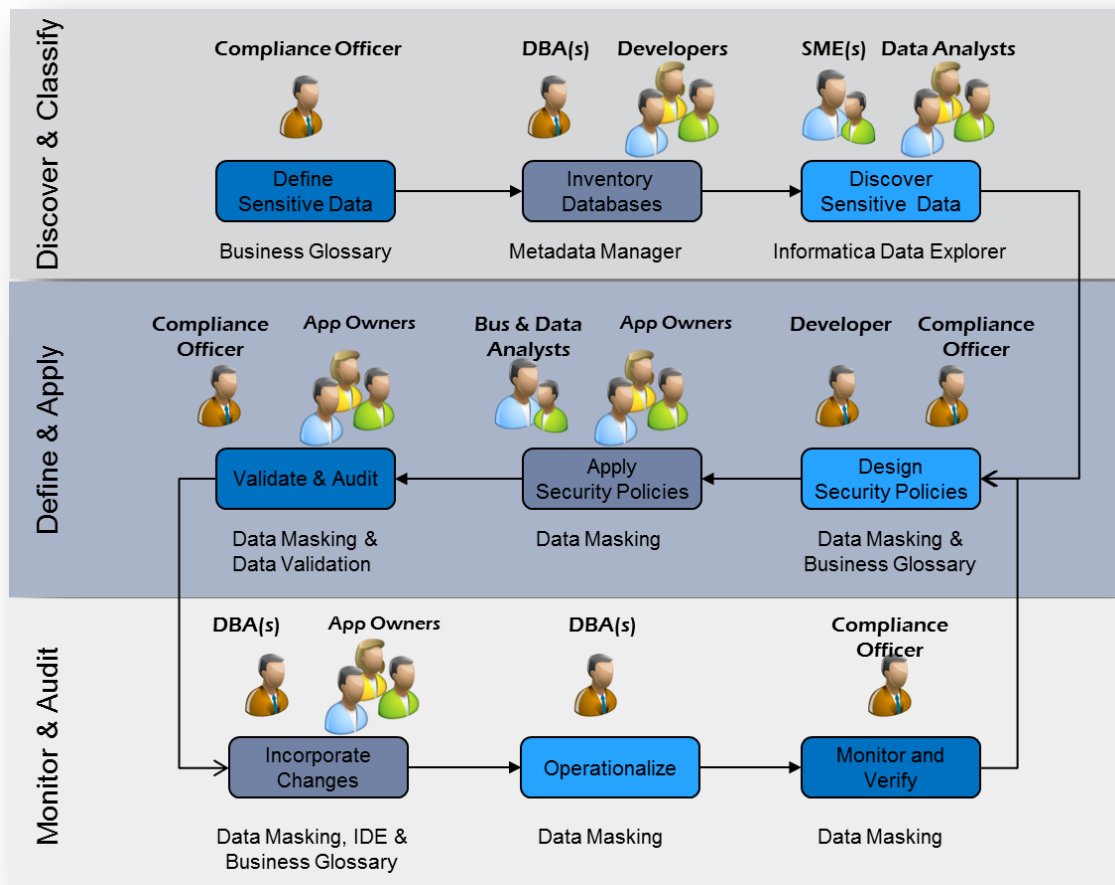 Discover & Classify
Compliance Officer
DBA(s)
Developers
SME(s)
Data Analysts
Define
Sensitive Data
Inventory
Databases
Discover
Sensitive Data
Business Glossary
Metadata Manager
Informatica Data Explorer
Define & Apply
Compliance
Officer
App Owners
Bus & Data
Analysts
App Owners
Developer
Compliance
Officer
Validate & Audit
Apply
Security Policies
Design
Security Policies
Data Masking &
Data Validation
Data Masking
Data Masking &
Business Glossary
Monitor & Audit
DBA(s)
App Owners
DBA(s)
Compliance
Officer
Incorporate
Changes
Operationalize
Monitor and
Verify
Data Masking, IDE &
Business Glossary
Data Masking
Data Masking